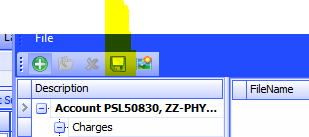 File
Description
FileName
Account PSL50830, ZZ-PHY...
Charges